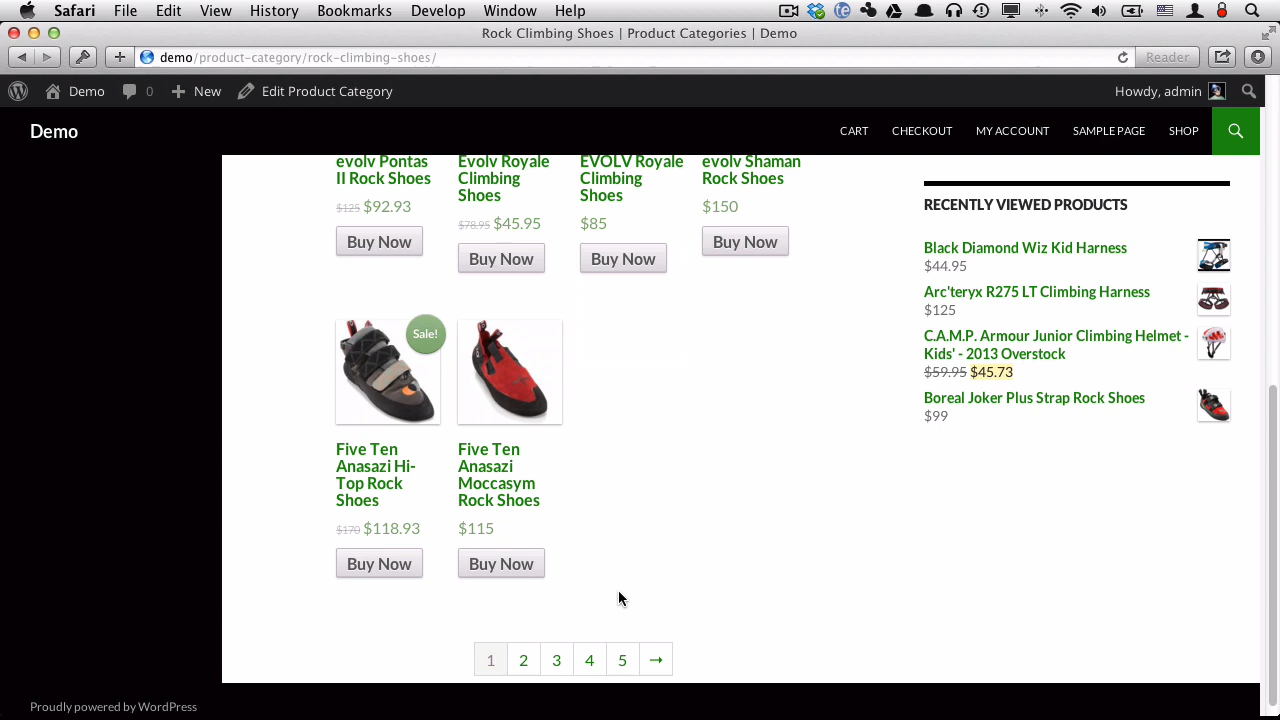 Safari File Edit View History Bookmarks Develop Window Help
Rock Climbing Shoes | Product Categories | Demo
demo/product-category/rock-climbing-shoes/
Reader
Demo 0 New Edit Product Category Howdy, admin
Demo
CART CHECKOUT MY ACCOUNT SAMPLE PAGE SHOP
evolv Pontas
II Rock Shoes
$125 $92.93
Buy Now
Evolv Royale
Climbing
Shoes
$78.95 $45.95
Buy Now
EVOLV Royale
Climbing
Shoes
$85
Buy Now
evolv Shaman
Rock Shoes
$150
Buy Now
Sale!
Five Ten
Anasazi Hi-
Top Rock
Shoes
$170 $118.93
Buy Now
Five Ten
Anasazi
Moccasym
Rock Shoes
$115
Buy Now
1 2 3 4 5 →
RECENTLY VIEWED PRODUCTS
Black Diamond Wiz Kid Harness
$44.95
Arc'teryx R275 LT Climbing Harness
$125
C.A.M.P. Armour Junior Climbing Helmet -
Kids' - 2013 Overstock
$59.95 $45.73
Boreal Joker Plus Strap Rock Shoes
$99
Proudly powered by WordPress